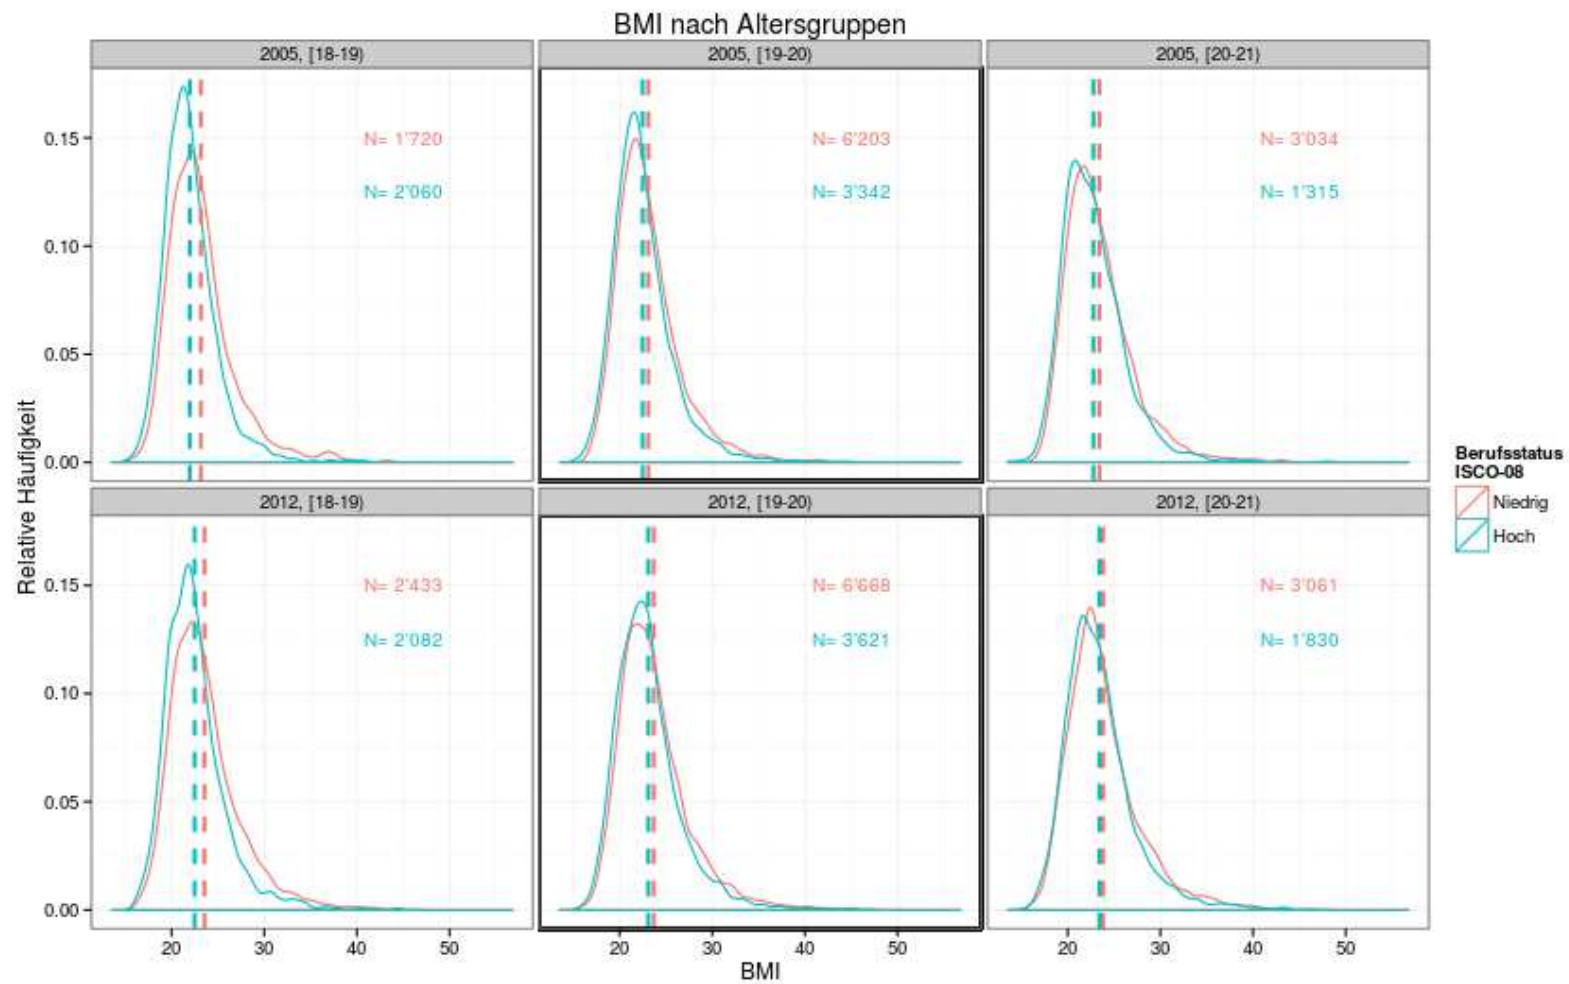 BMI nach Altersgruppen
2005, [18-19)
2005, [19-20)
2005, [20-21)
N= 1'720
N= 2'060
N= 6'203
N= 3'342
N= 3'034
N= 1'315
0.15
0.10
0.05
0.00
2012, [18-19)
2012, [19-20)
2012, [20-21)
N= 2'433
N= 2'082
N= 6'668
N= 3'621
N= 3'061
N= 1'830
0.15
0.10
0.05
0.00
20 30 40 50
20 30 40 50
20 30 40 50
BMI
Relative Häufigkeit
Berufsstatus
ISCO-08
Niedrig
Hoch